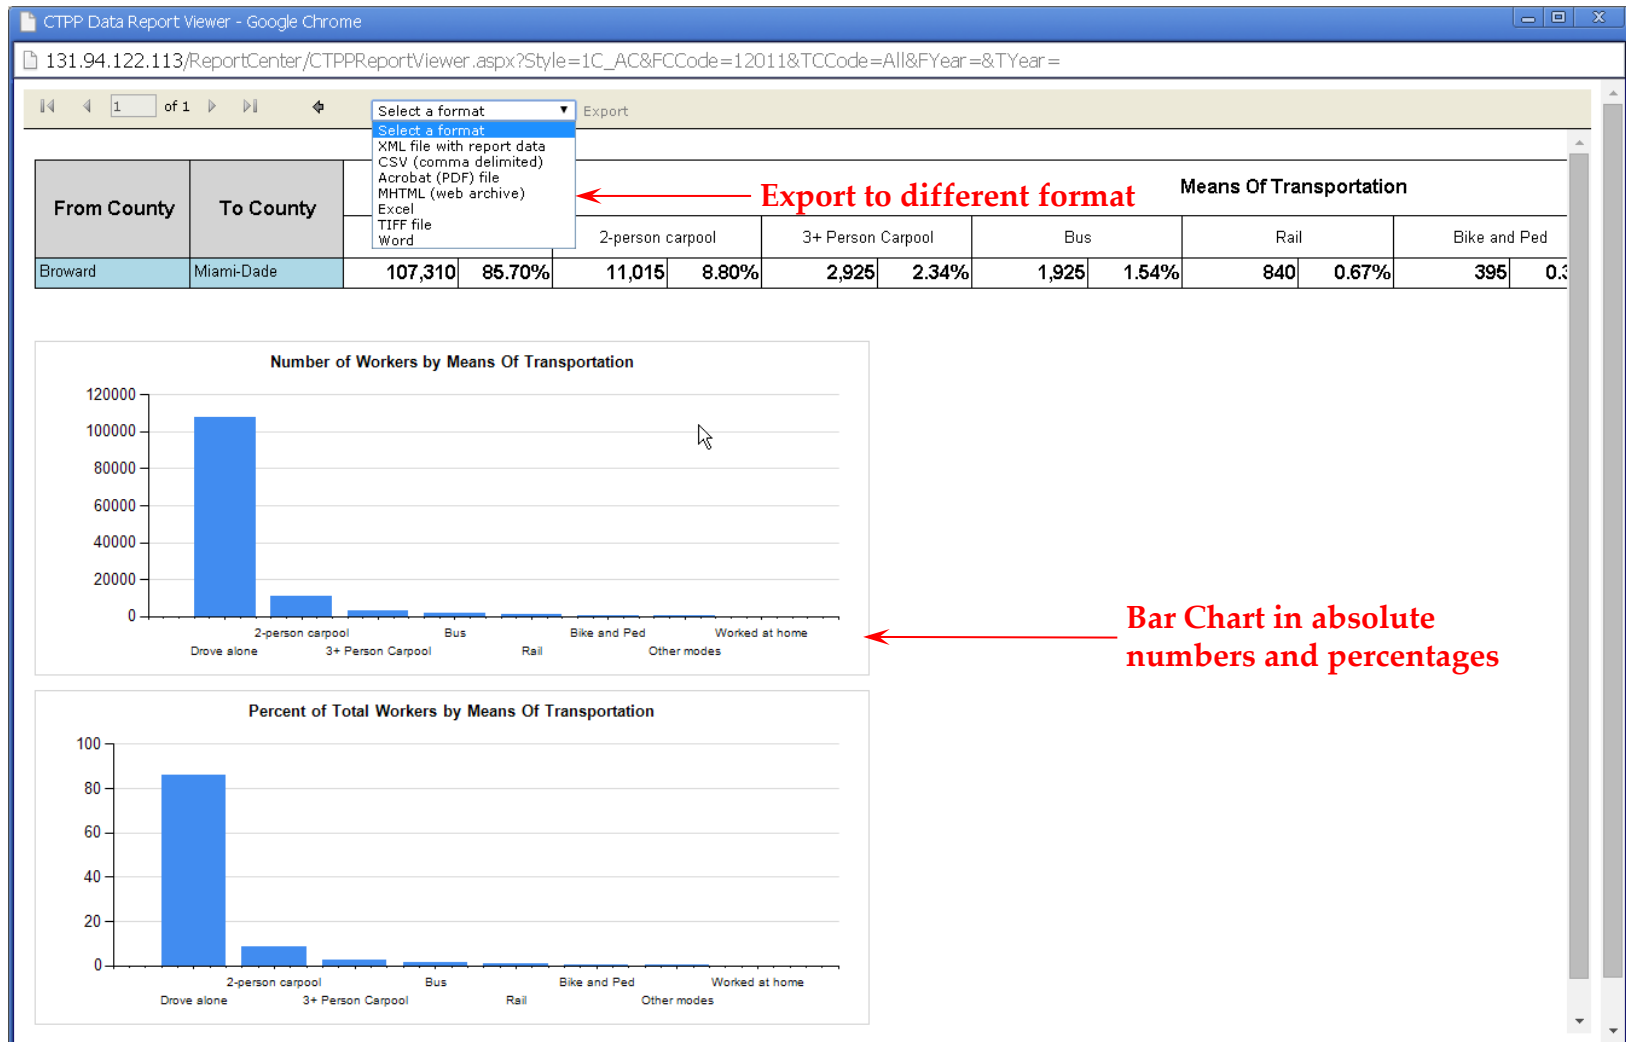 CTPP Data Report Viewer - Google Chrome
131.94.122.113/ReportCenter/CTPPReportViewer.aspx?Style=1C_AC&FCCode=12011&TCCode=All&FYear=&TYear=
1 of 1 Select a format Export
Select a format
XML file with report data
CSV (comma delimited)
Acrobat (PDF) file
MHTML (web archive)
Excel
TIFF file
Word
Export to different format
From County To County Means Of Transportation
2-person carpool 3+ Person Carpool Bus Rail Bike and Ped
Broward Miami-Dade 107,310 85.70% 11,015 8.80% 2,925 2.34% 1,925 1.54% 840 0.67% 395
Number of Workers by Means Of Transportation
120000
100000
80000
60000
40000
20000
0
2-person carpool Bus Bike and Ped Worked at home
Drove alone 3+ Person Carpool Rail Other modes
Bar Chart in absolute
numbers and percentages
Percent of Total Workers by Means Of Transportation
100
80
60
40
20
0
2-person carpool Bus Bike and Ped Worked at home
Drove alone 3+ Person Carpool Rail Other modes